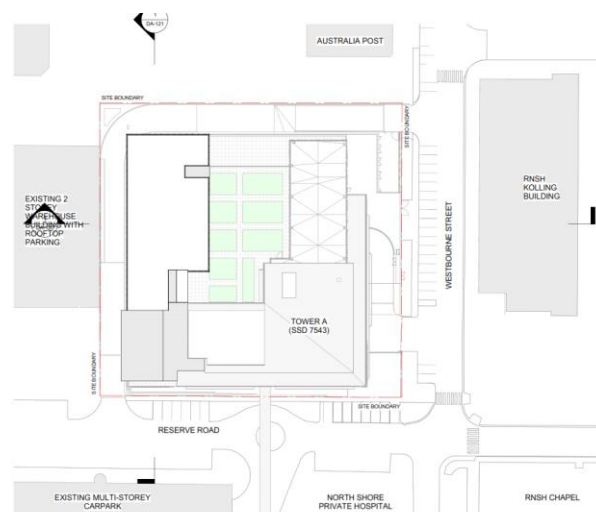 1
DA-121
AUSTRALIA POST
SITE BOUNDARY
SITE BOUNDARY
EXISTING 2
STOREY
WAREHOUSE
BUILDING WITH
ROOFTOP
PARKING
RNSH
KOLLING
BUILDING
WESTBOURNE STREET
TOWER A
(SSD 7543)
SITE BOUNDARY
SITE BOUNDARY
RESERVE ROAD
EXISTING MULTI-STOREY
CARPARK
NORTH SHORE
PRIVATE HOSPITAL
RNSH CHAPEL